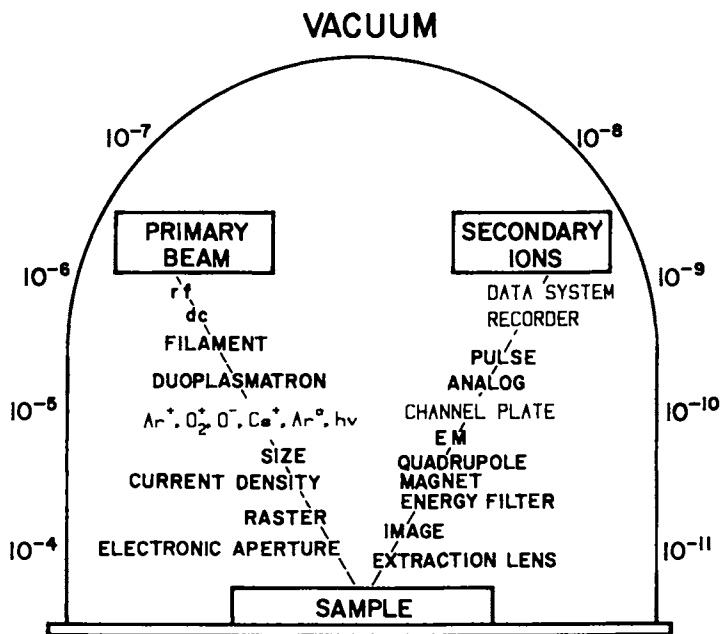 VACUUM
10⁻⁷
10⁻⁸
PRIMARY
BEAM
SECONDARY
IONS
10⁻⁶
10⁻⁹
rf
dc
FILAMENT
DUOPLASMATRON
Ar⁺, O₂⁺, O⁻, Cs⁺, Ar⁰, hν
SIZE
CURRENT DENSITY
RASTER
ELECTRONIC APERTURE
DATA SYSTEM
RECORDER
PULSE
ANALOG
CHANNEL PLATE
EM
QUADRUPOLE
MAGNET
ENERGY FILTER
IMAGE
EXTRACTION LENS
10⁻⁵
10⁻¹⁰
10⁻⁴
10⁻¹¹
SAMPLE